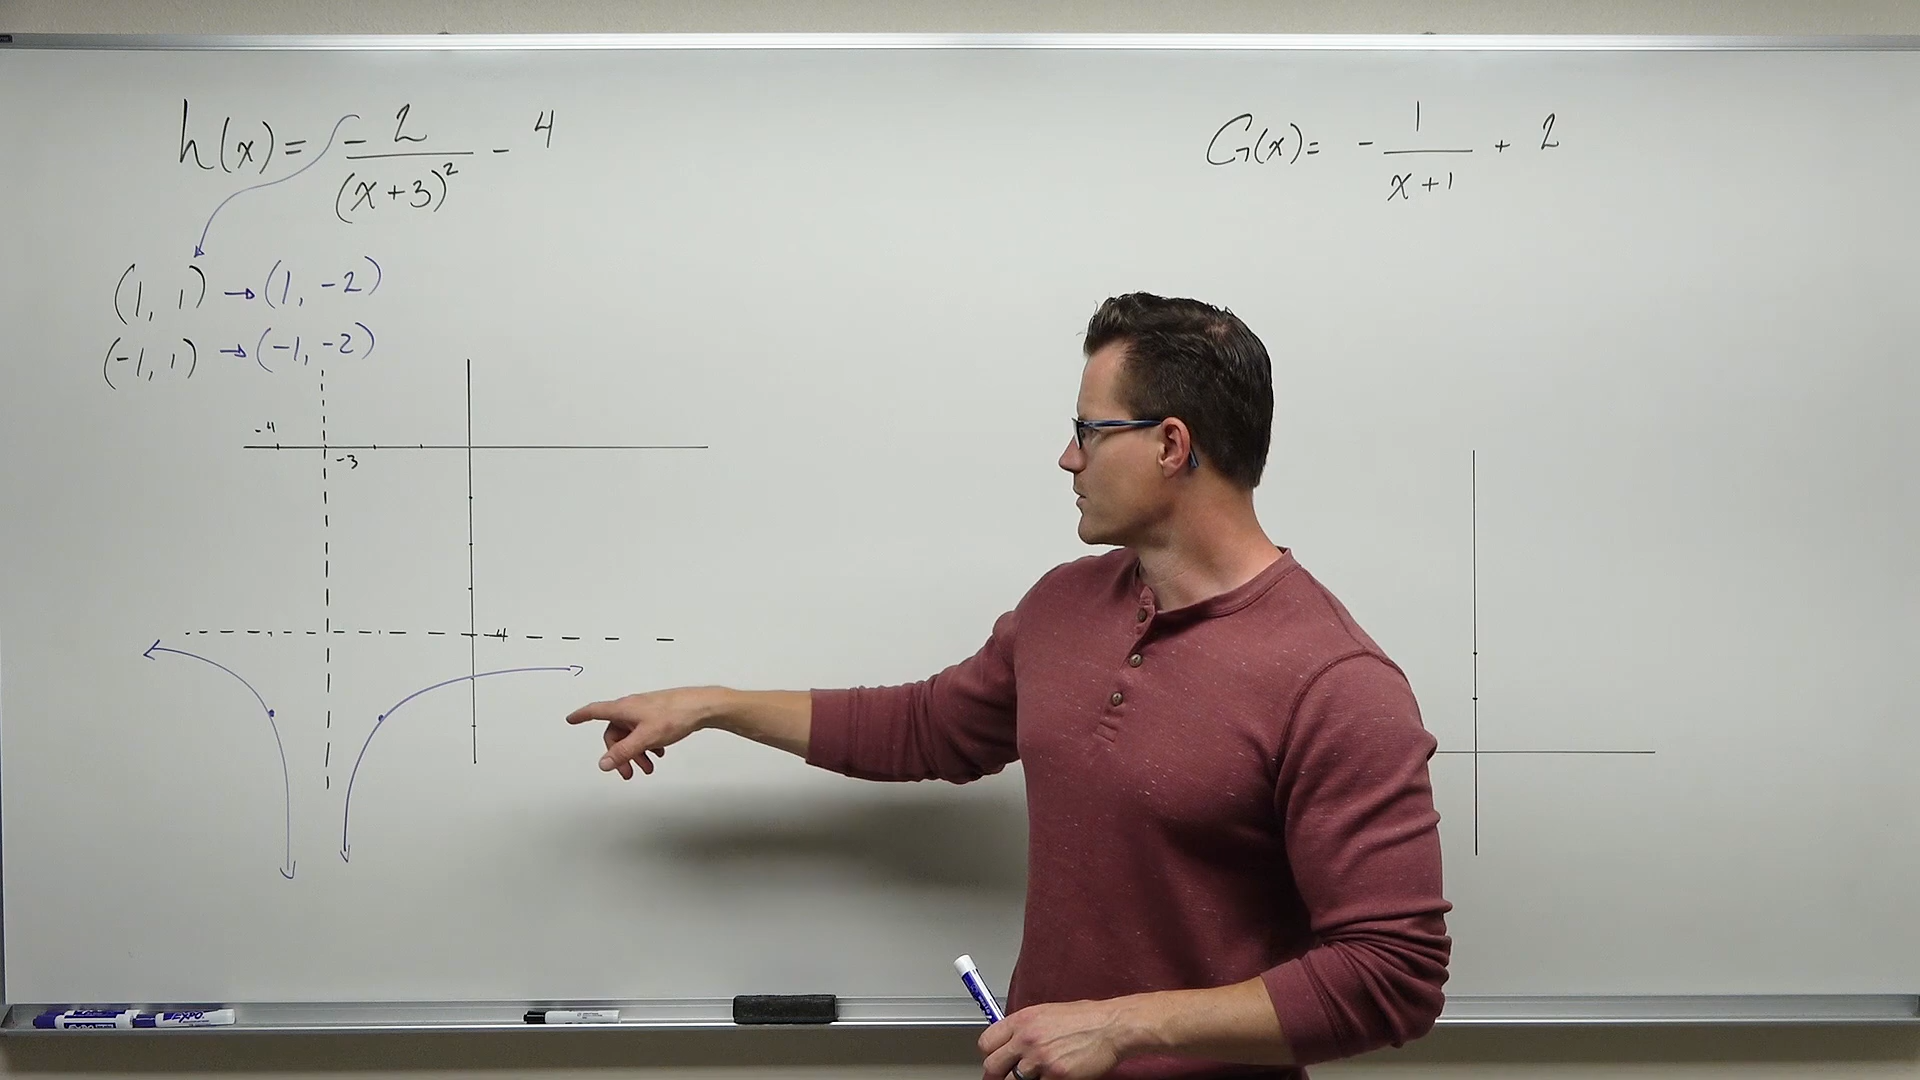 h(x) = -2/(x+3)² - 4
G(x) = - 1/(x+1) + 2
(1, 1) → (1, -2)
(-1, 1) → (-1, -2)
-4
-3
-4
EXPO EXPO